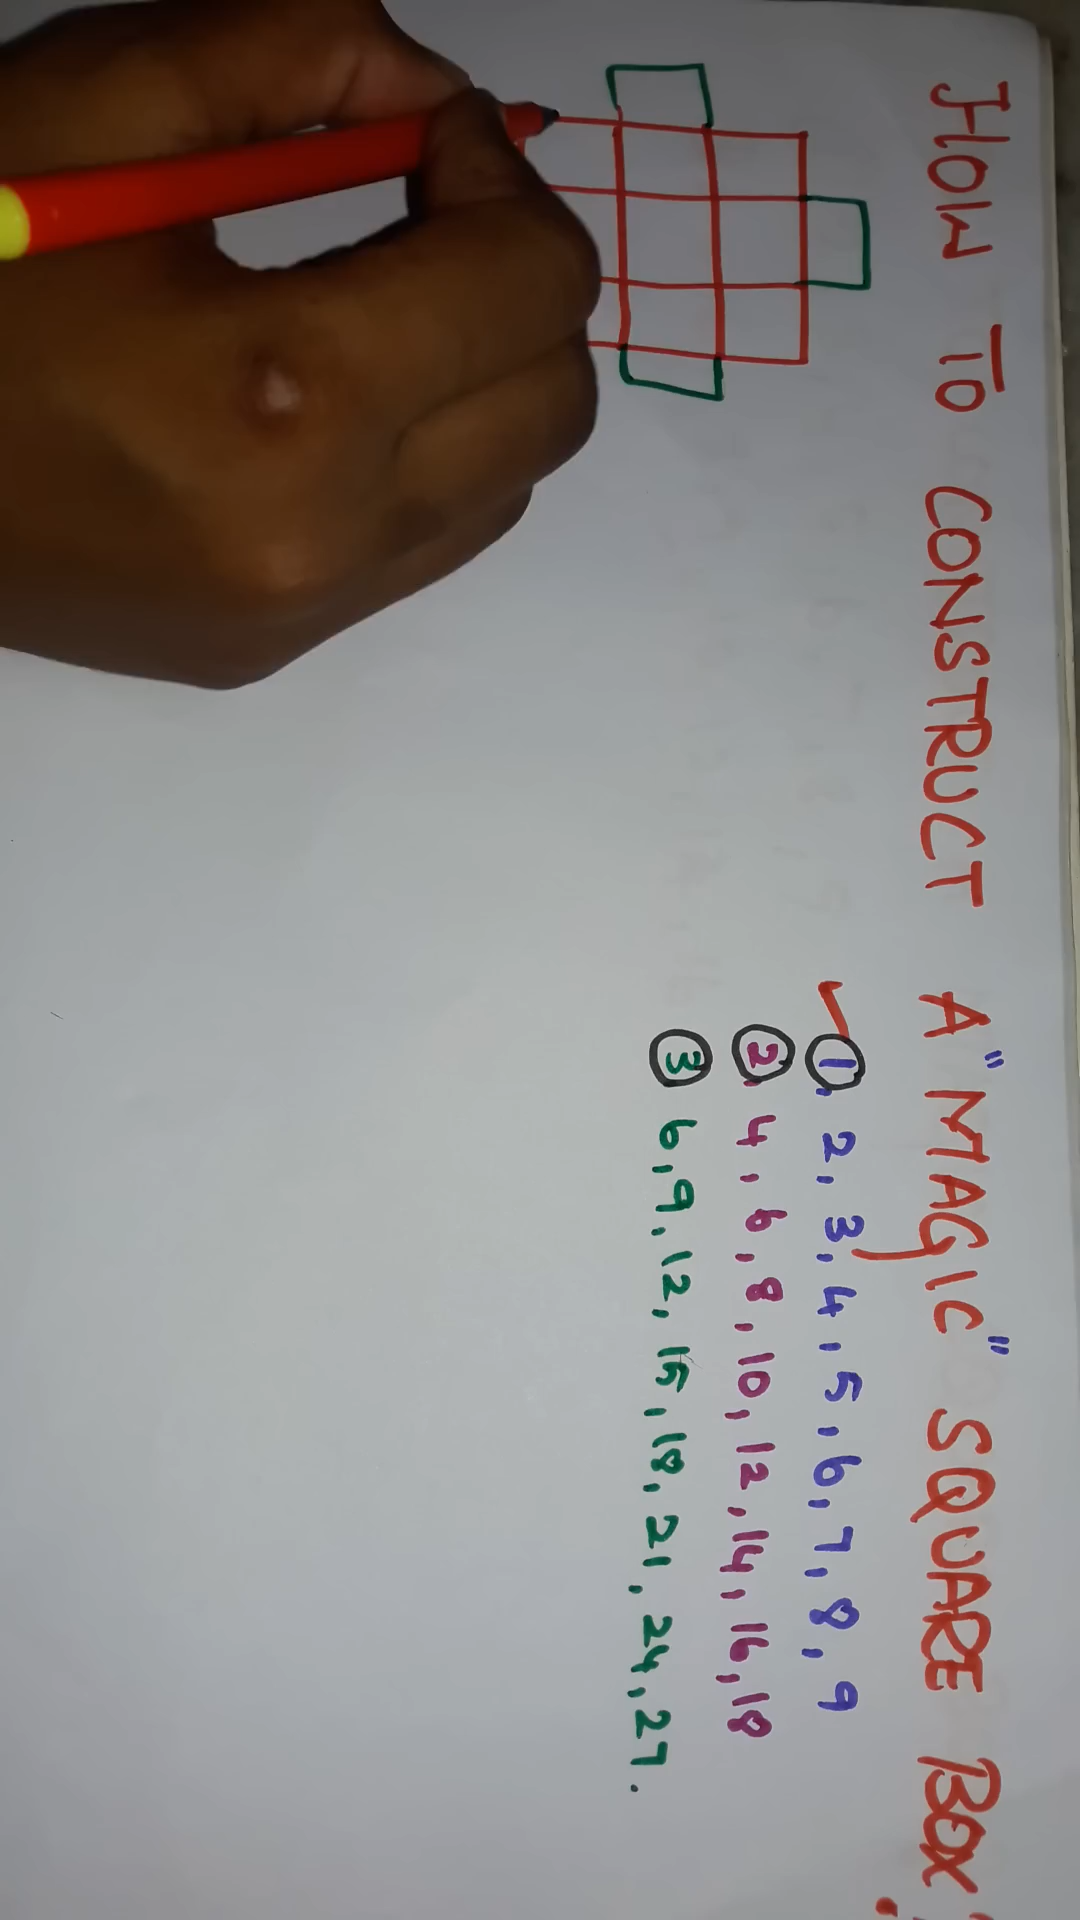 HOW TO CONSTRUCT A "MAGIC" SQUARE BOX?
1, 2, 3, 4, 5, 6, 7, 8, 9
2, 4, 6, 8, 10, 12, 14, 16, 18
3 6, 9, 12, 15, 18, 21, 24, 27.